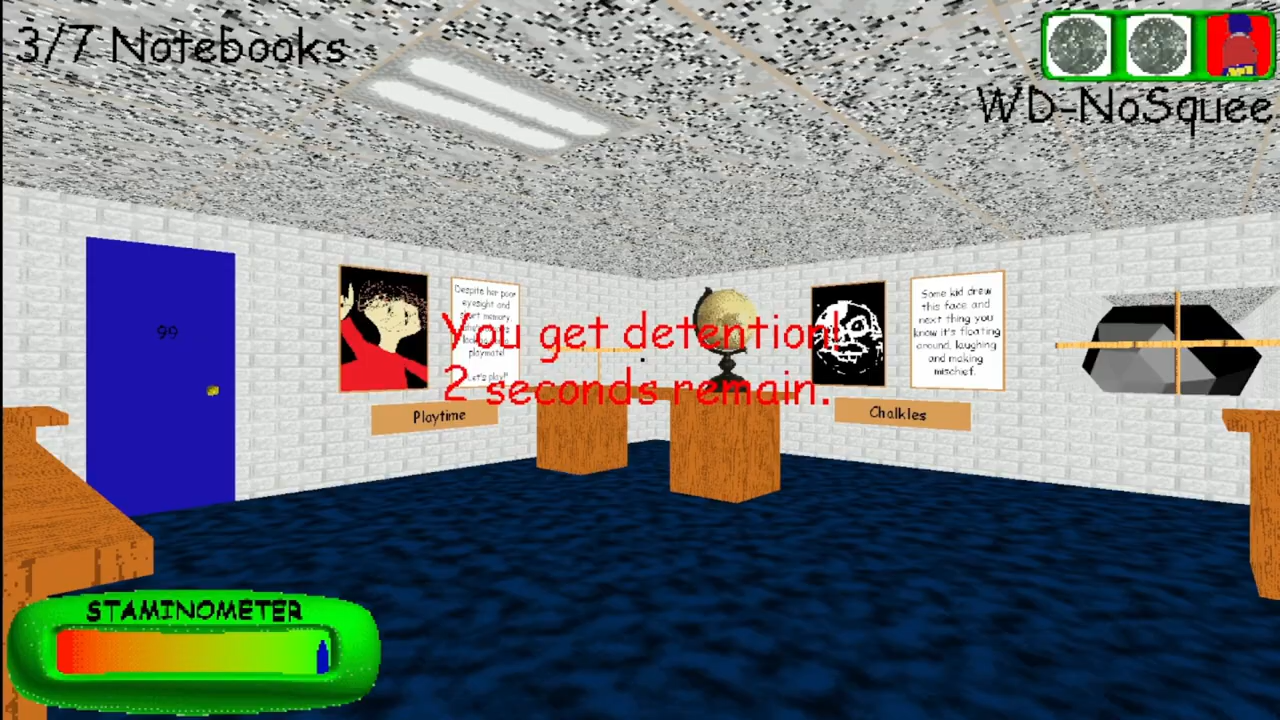 3/7 Notebooks
WD-NoSquee
99
Despite her poor
eyesight and
short memory,
playmate!
Let's play!"
Playtime
You get detention!
2 seconds remain.
Some kid drew
this face and
next thing you
know it's floating
around, laughing
and making
mischief.
Chalkles
STAMINOMETER